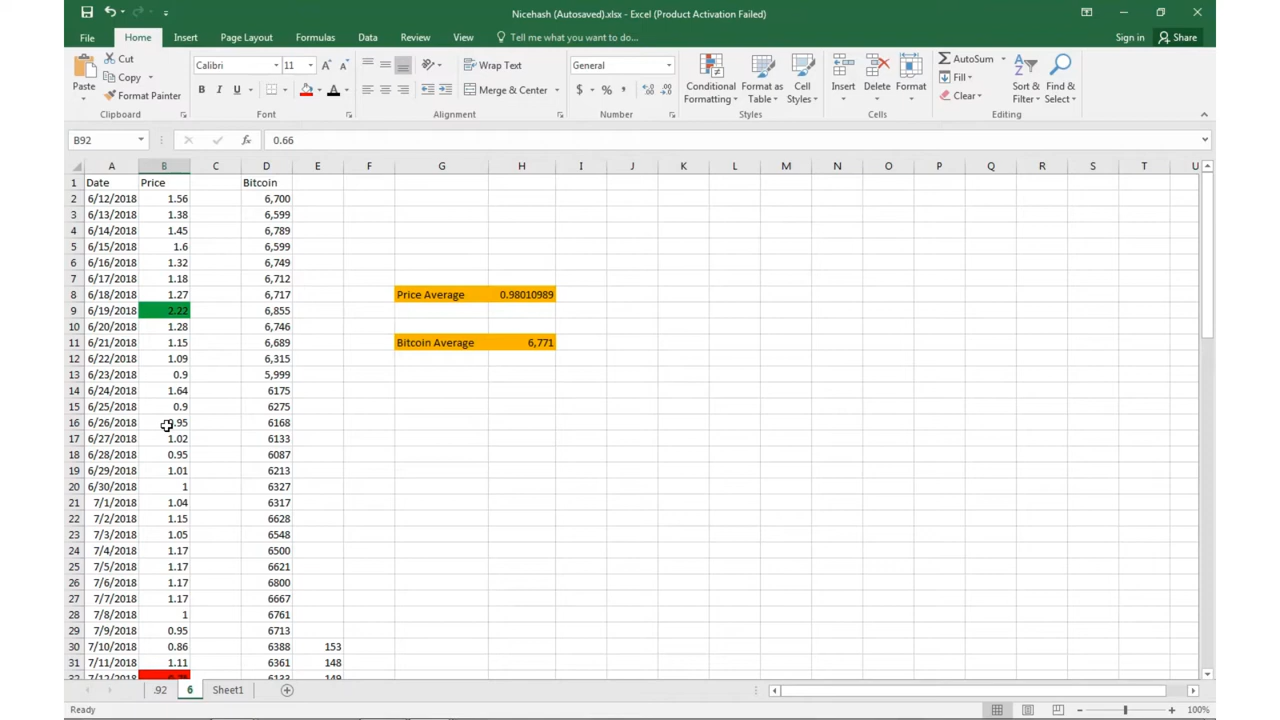 Nicehash (Autosaved).xlsx - Excel (Product Activation Failed)
File Home Insert Page Layout Formulas Data Review View Tell me what you want to do... Sign in Share
Paste Cut Copy Format Painter
Calibri 11 B I U A
Wrap Text Merge & Center
General $ % ,
Conditional Formatting Format as Table Cell Styles
Insert Delete Format
AutoSum Fill Clear Sort & Filter Find & Select
Clipboard Font Alignment Number Styles Cells Editing
B92 fx 0.66
A B C D E F G H I J K L M N O P Q R S T U
1 Date Price Bitcoin
2 6/12/2018 1.56 6,700
3 6/13/2018 1.38 6,599
4 6/14/2018 1.45 6,789
5 6/15/2018 1.6 6,599
6 6/16/2018 1.32 6,749
7 6/17/2018 1.18 6,712
8 6/18/2018 1.27 6,717 Price Average 0.98010989
9 6/19/2018 2.22 6,855
10 6/20/2018 1.28 6,746
11 6/21/2018 1.15 6,689 Bitcoin Average 6,771
12 6/22/2018 1.09 6,315
13 6/23/2018 0.9 5,999
14 6/24/2018 1.64 6175
15 6/25/2018 0.9 6275
16 6/26/2018 .95 6168
17 6/27/2018 1.02 6133
18 6/28/2018 0.95 6087
19 6/29/2018 1.01 6213
20 6/30/2018 1 6327
21 7/1/2018 1.04 6317
22 7/2/2018 1.15 6628
23 7/3/2018 1.05 6548
24 7/4/2018 1.17 6500
25 7/5/2018 1.17 6621
26 7/6/2018 1.17 6800
27 7/7/2018 1.17 6667
28 7/8/2018 1 6761
29 7/9/2018 0.95 6713
30 7/10/2018 0.86 6388 153
31 7/11/2018 1.11 6361 148
32 7/12/2018 6133 149
.92 6 Sheet1
Ready 100%